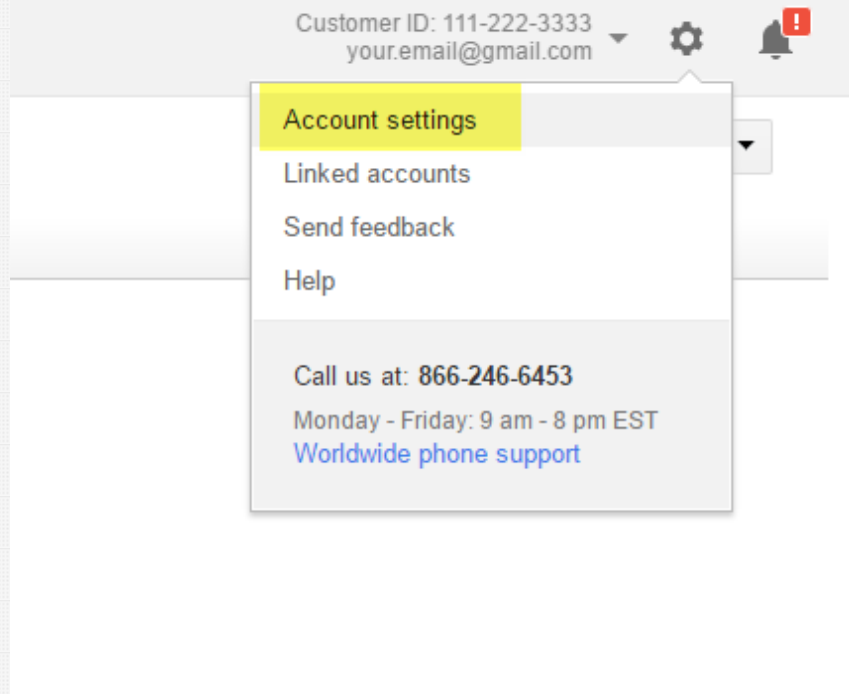 Customer ID: 111-222-3333
your.email@gmail.com
!
Account settings
Linked accounts
Send feedback
Help
Call us at: 866-246-6453
Monday - Friday: 9 am - 8 pm EST
Worldwide phone support